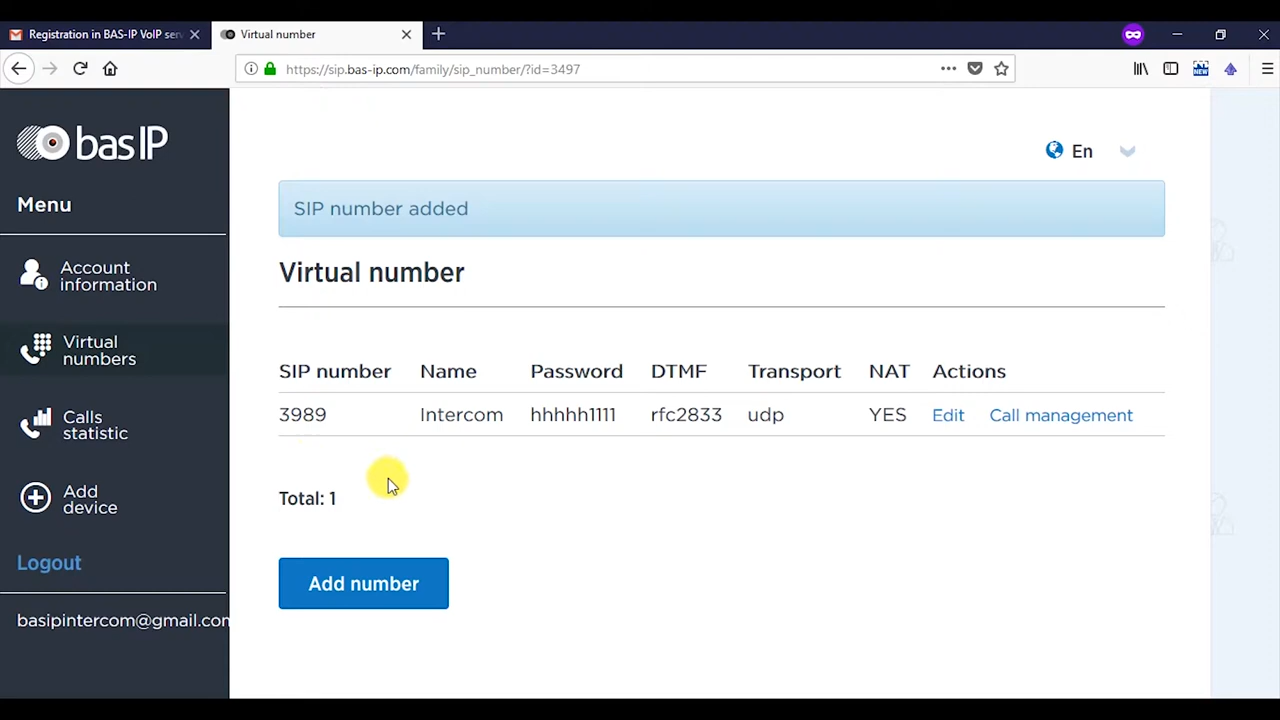 Registration in BAS-IP VoIP serv
Virtual number
https://sip.bas-ip.com/family/sip_number/?id=3497
NEW
bas IP
En
Menu
SIP number added
Account
information
Virtual number
Virtual
numbers
SIP number Name Password DTMF Transport NAT Actions
3989 Intercom hhhhh1111 rfc2833 udp YES Edit Call management
Calls
statistic
Add
device
Total: 1
Logout
Add number
basipintercom@gmail.com